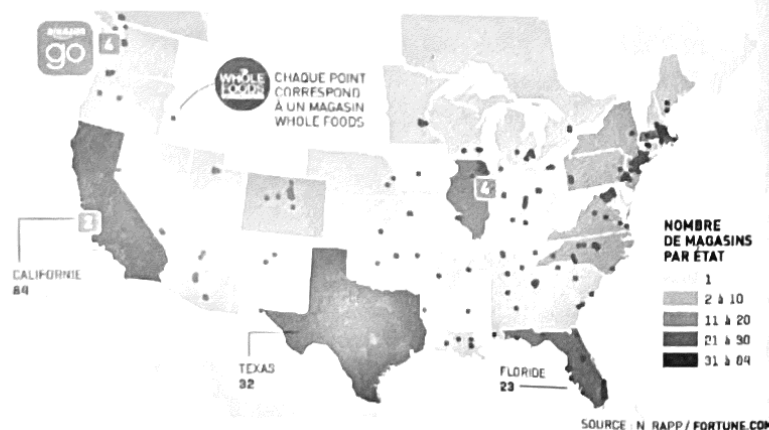 amazon
go
4
WHOLE
FOODS
CHAQUE POINT
CORRESPOND
À UN MAGASIN
WHOLE FOODS
4
CALIFORNIE
84
TEXAS
32
FLORIDE
23
NOMBRE
DE MAGASINS
PAR ÉTAT
1
2 à 10
11 à 20
21 à 30
31 à 84
SOURCE : N RAPP / FORTUNE.COM